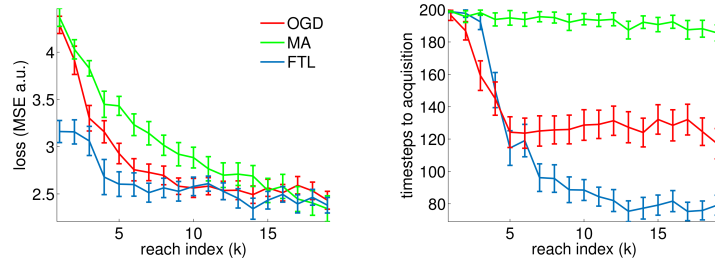 loss (MSE a.u.)
4
3.5
3
2.5
5
10
15
reach index (k)
OGD
MA
FTL
timesteps to acquisition
200
180
160
140
120
100
80
5
10
15
reach index (k)